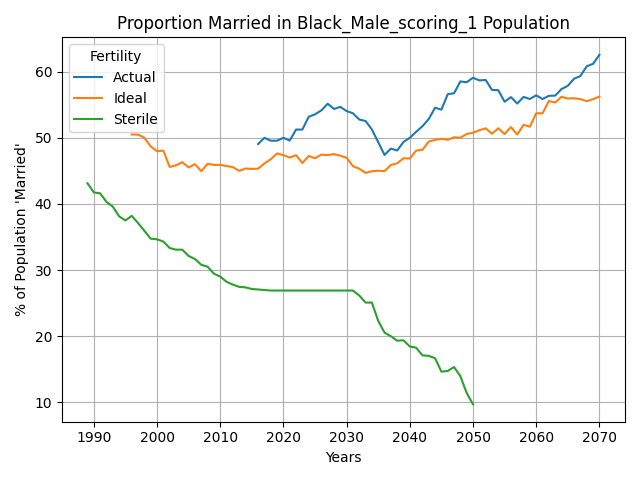 Proportion Married in Black_Male_scoring_1 Population
Fertility
Actual
Ideal
Sterile
% of Population 'Married'
60
50
40
30
20
10
1990 2000 2010 2020 2030 2040 2050 2060 2070
Years